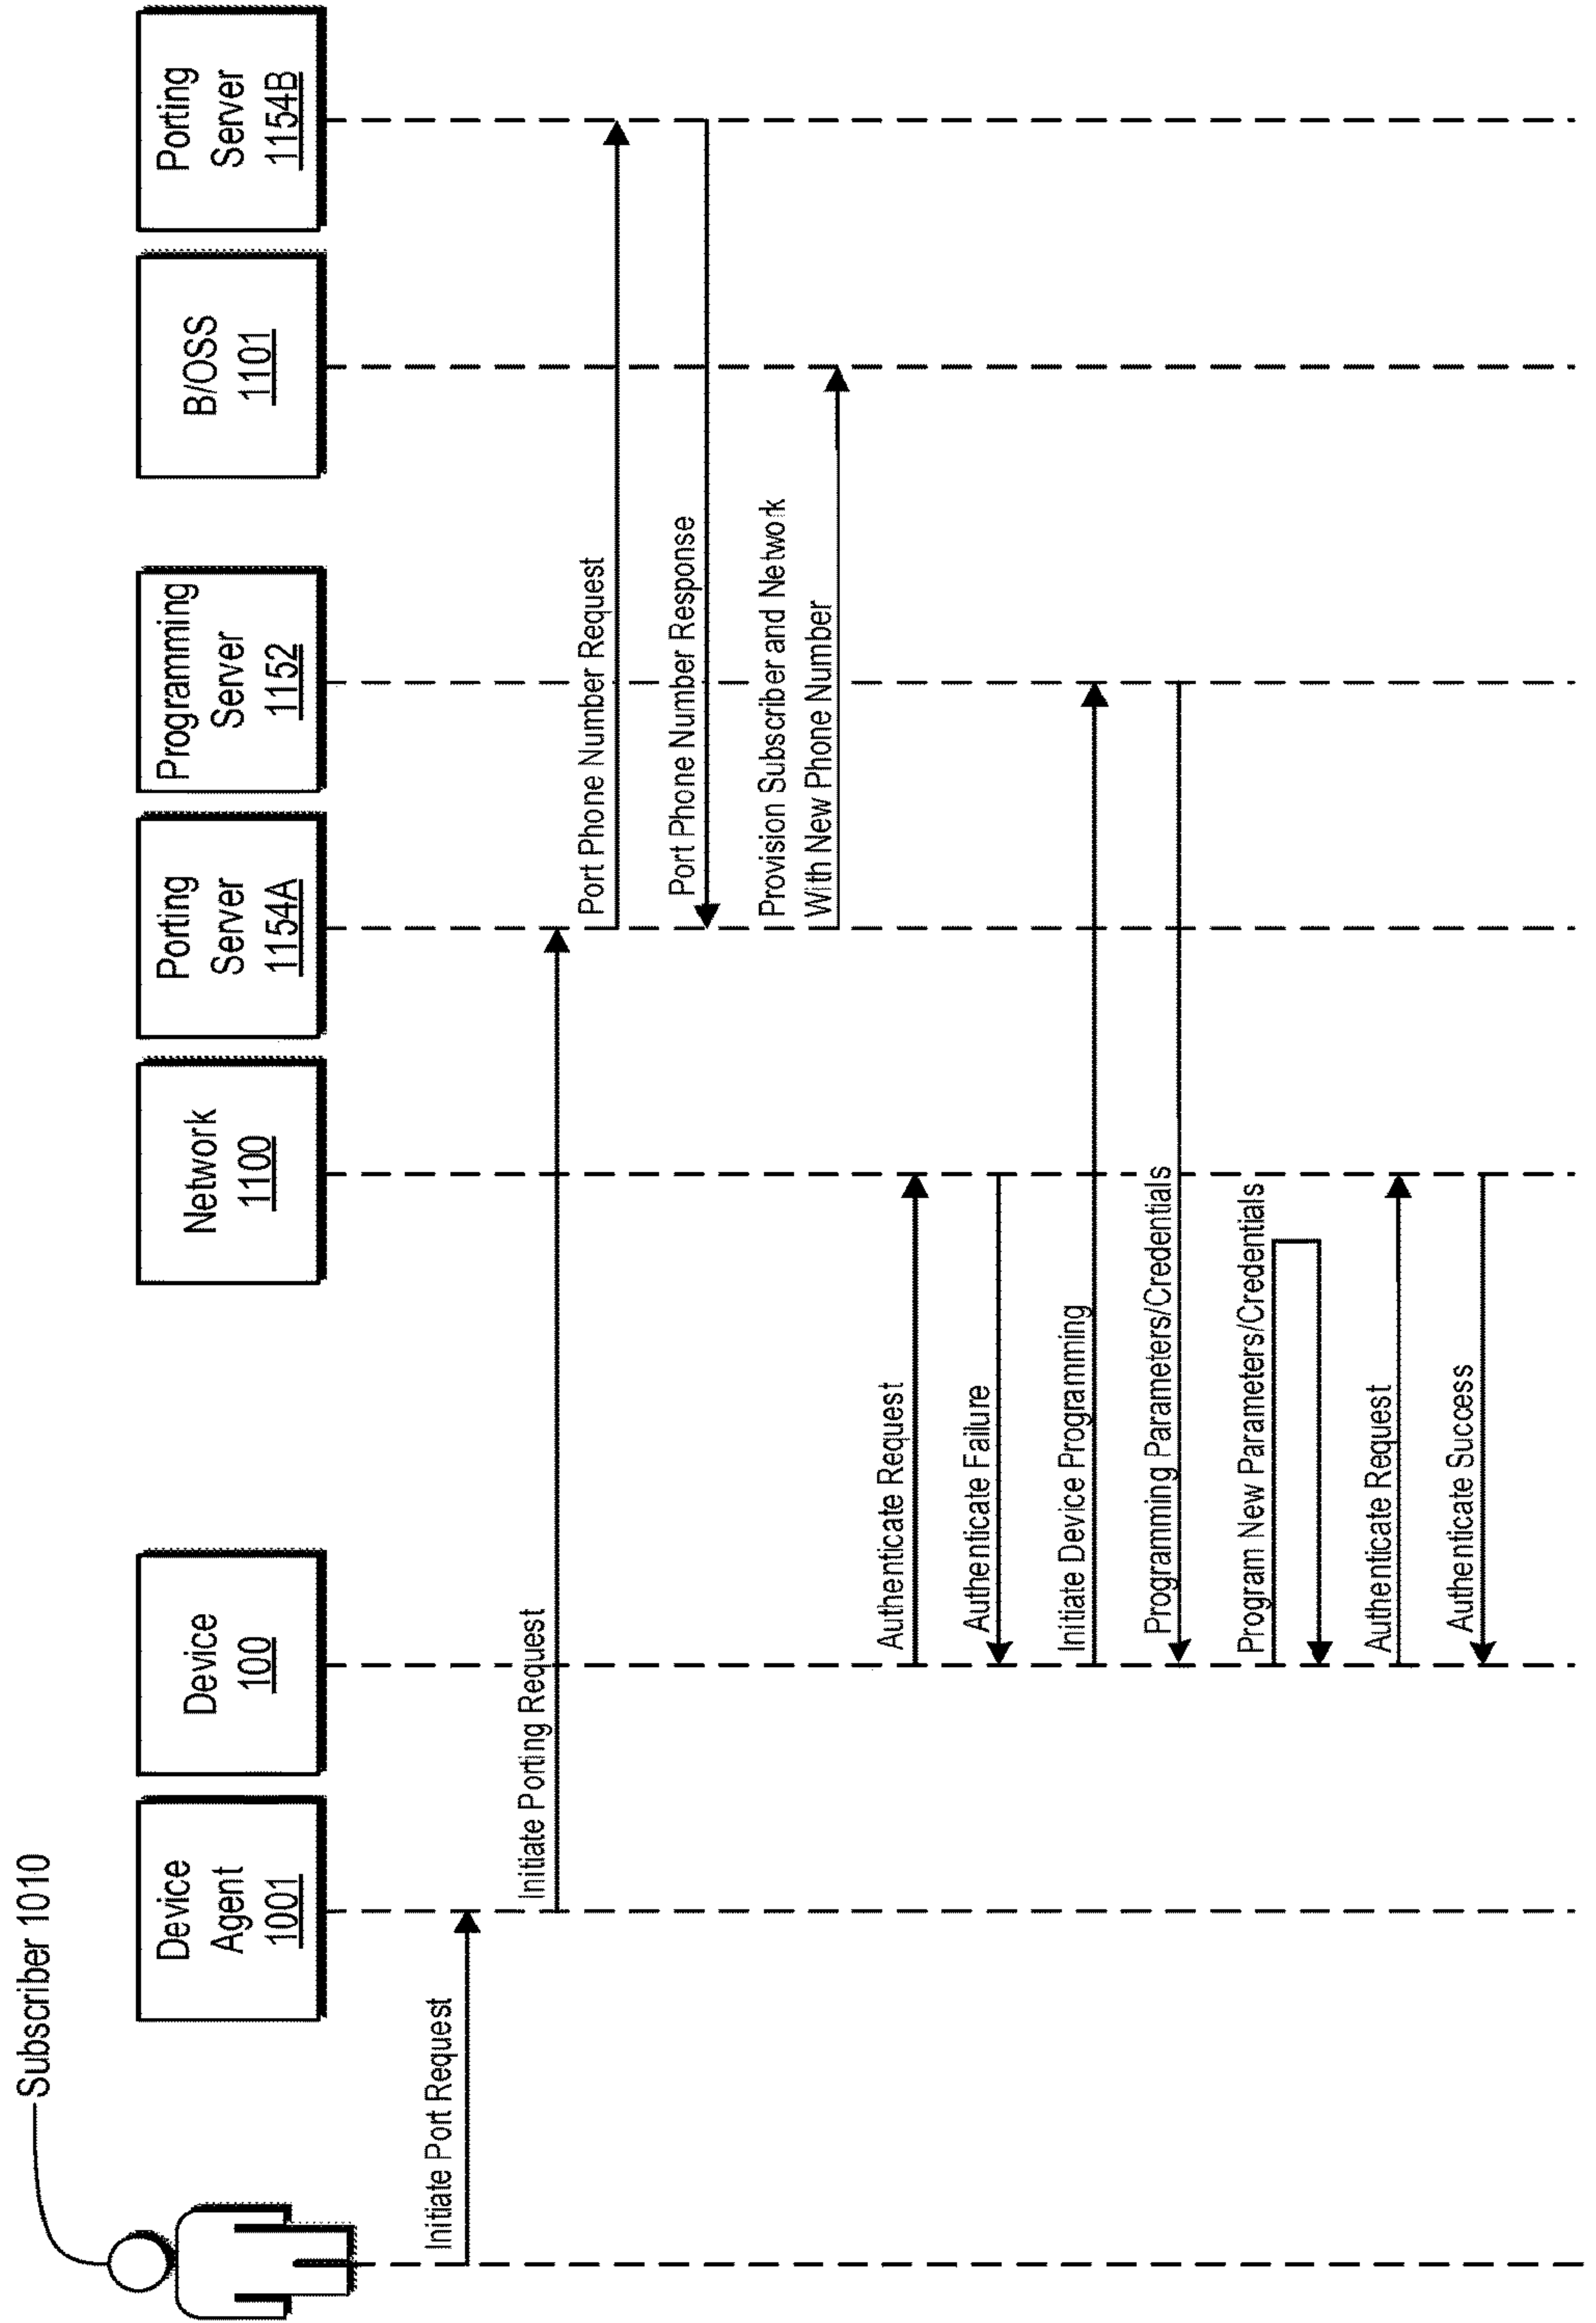 Subscriber 1010
Device
Agent
1001
Device
100
Network
1100
Porting
Server
1154A
Programming
Server
1152
B/OSS
1101
Porting
Server
1154B
Initiate Port Request
Initiate Porting Request
Port Phone Number Request
Port Phone Number Response
Provision Subscriber and Network
With New Phone Number
Authenticate Request
Authenticate Failure
Initiate Device Programming
Programming Parameters/Credentials
Program New Parameters/Credentials
Authenticate Request
Authenticate Success